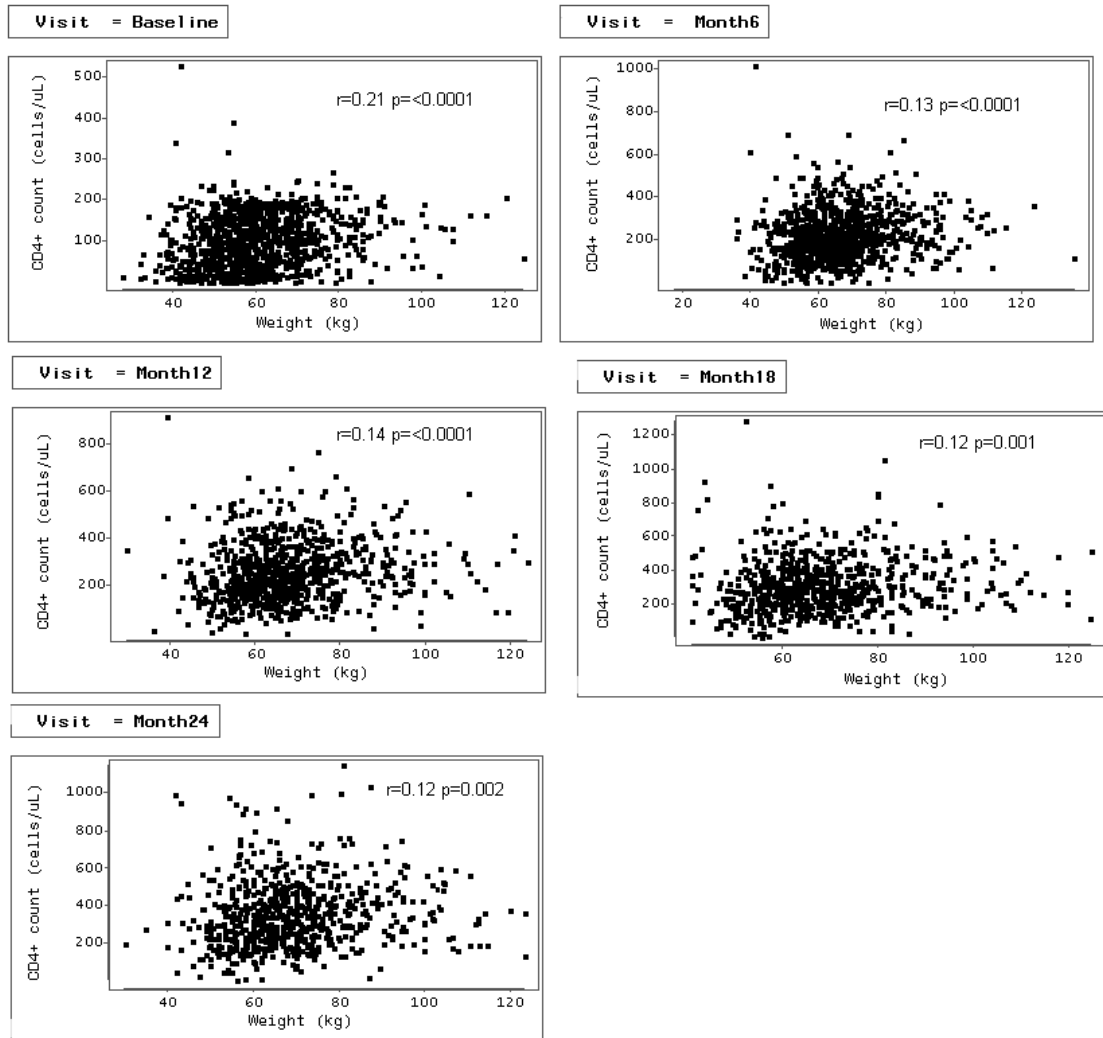 Visit = Baseline
CD4+ count (cells/uL)
500
400
300
200
100
r=0.21 p=<0.0001
40 60 80 100 120
Weight (kg)
Visit = Month6
CD4+ count (cells/uL)
1000
800
600
400
200
r=0.13 p=<0.0001
20 40 60 80 100 120
Weight (kg)
Visit = Month12
CD4+ count (cells/uL)
800
600
400
200
r=0.14 p=<0.0001
40 60 80 100 120
Weight (kg)
Visit = Month18
CD4+ count (cells/uL)
1200
1000
800
600
400
200
r=0.12 p=0.001
60 80 100 120
Weight (kg)
Visit = Month24
CD4+ count (cells/uL)
1000
800
600
400
200
r=0.12 p=0.002
40 60 80 100 120
Weight (kg)